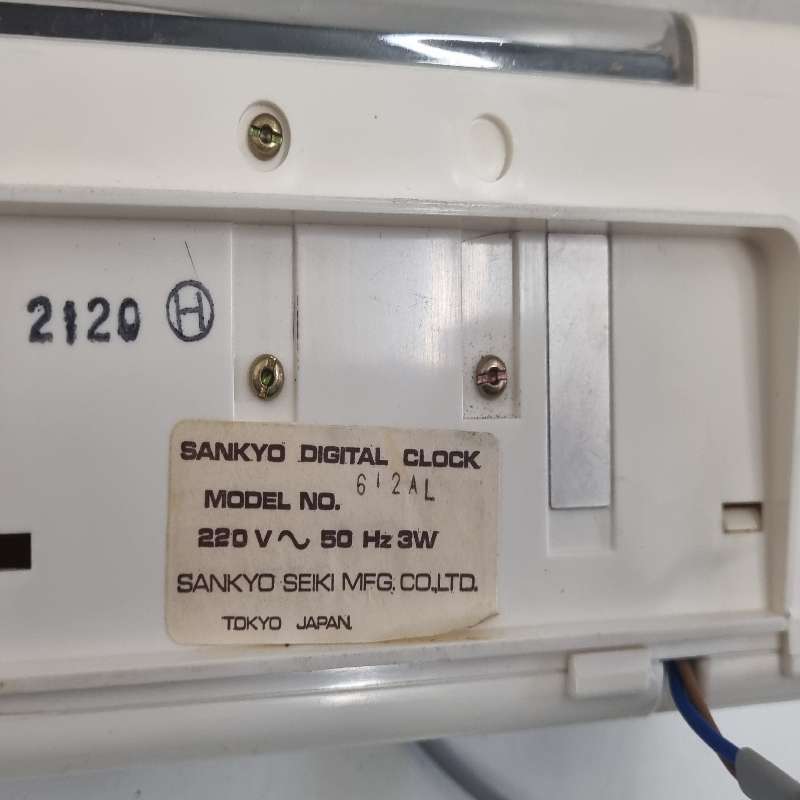 2120 H
SANKYO DIGITAL CLOCK
MODEL NO. 612AL
220 V ~ 50 Hz 3W
SANKYO SEIKI MFG. CO.,LTD.
TOKYO JAPAN.